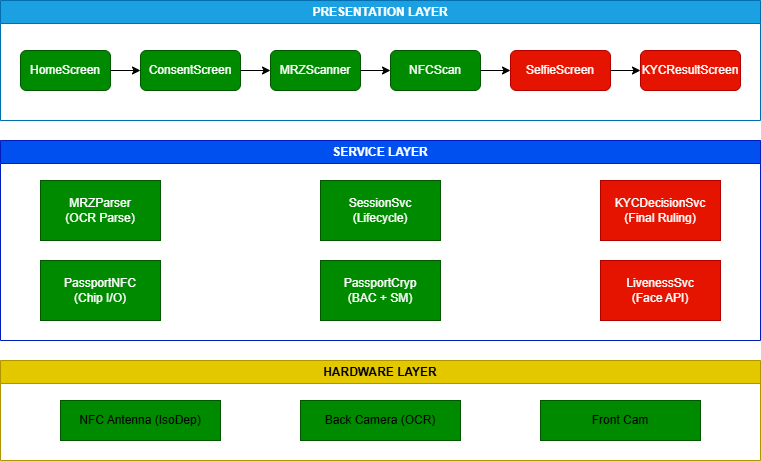 PRESENTATION LAYER
HomeScreen
ConsentScreen
MRZScanner
NFCScan
SelfieScreen
KYCResultScreen
SERVICE LAYER
MRZParser
(OCR Parse)
SessionSvc
(Lifecycle)
KYCDecisionSvc
(Final Ruling)
PassportNFC
(Chip I/O)
PassportCryp
(BAC + SM)
LivenessSvc
(Face API)
HARDWARE LAYER
NFC Antenna (IsoDep)
Back Camera (OCR)
Front Cam